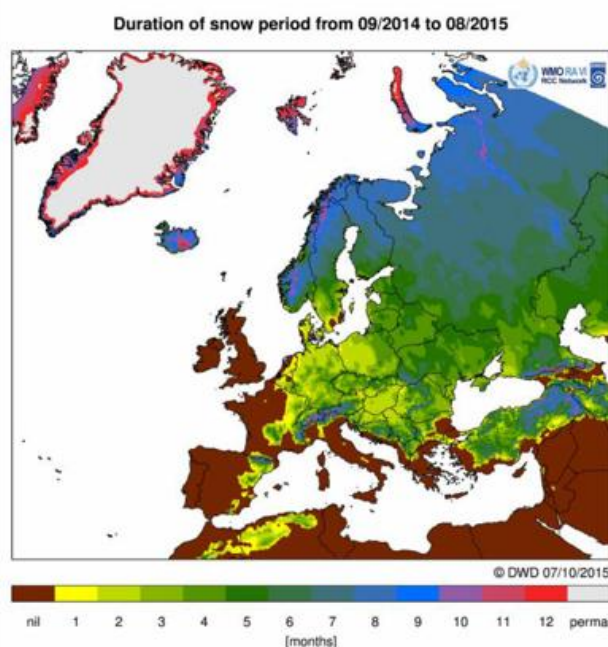 Duration of snow period from 09/2014 to 08/2015
WMO RA VI
RCC Network
© DWD 07/10/2015
nil 1 2 3 4 5 6 7 8 9 10 11 12 perma
[months]